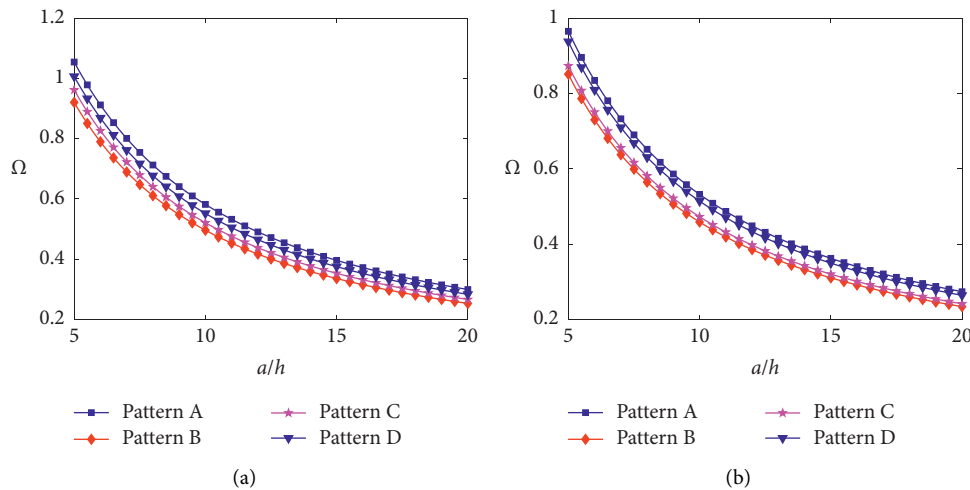 1.2
1
0.8
Ω
0.6
0.4
0.2
5 10 15 20
a/h
Pattern A
Pattern B
Pattern C
Pattern D
(a)
1
0.8
Ω
0.6
0.4
0.2
5 10 15 20
a/h
Pattern A
Pattern B
Pattern C
Pattern D
(b)